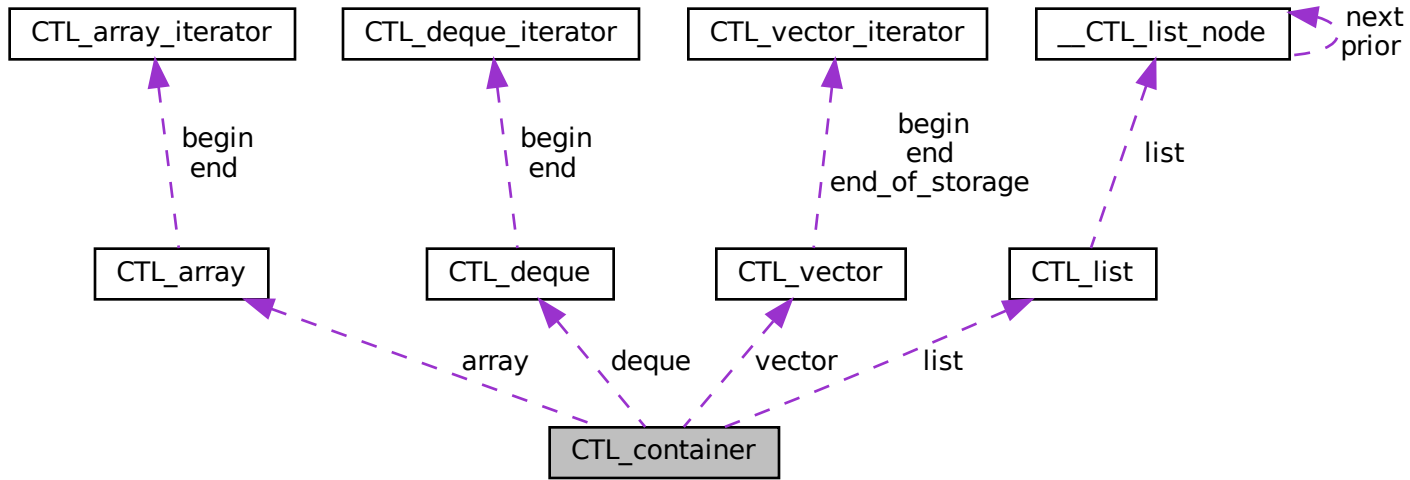 CTL_array_iterator
CTL_deque_iterator
CTL_vector_iterator
__CTL_list_node
next
prior
begin
end
begin
end
begin
end
end_of_storage
list
CTL_array
CTL_deque
CTL_vector
CTL_list
array
deque
vector
list
CTL_container